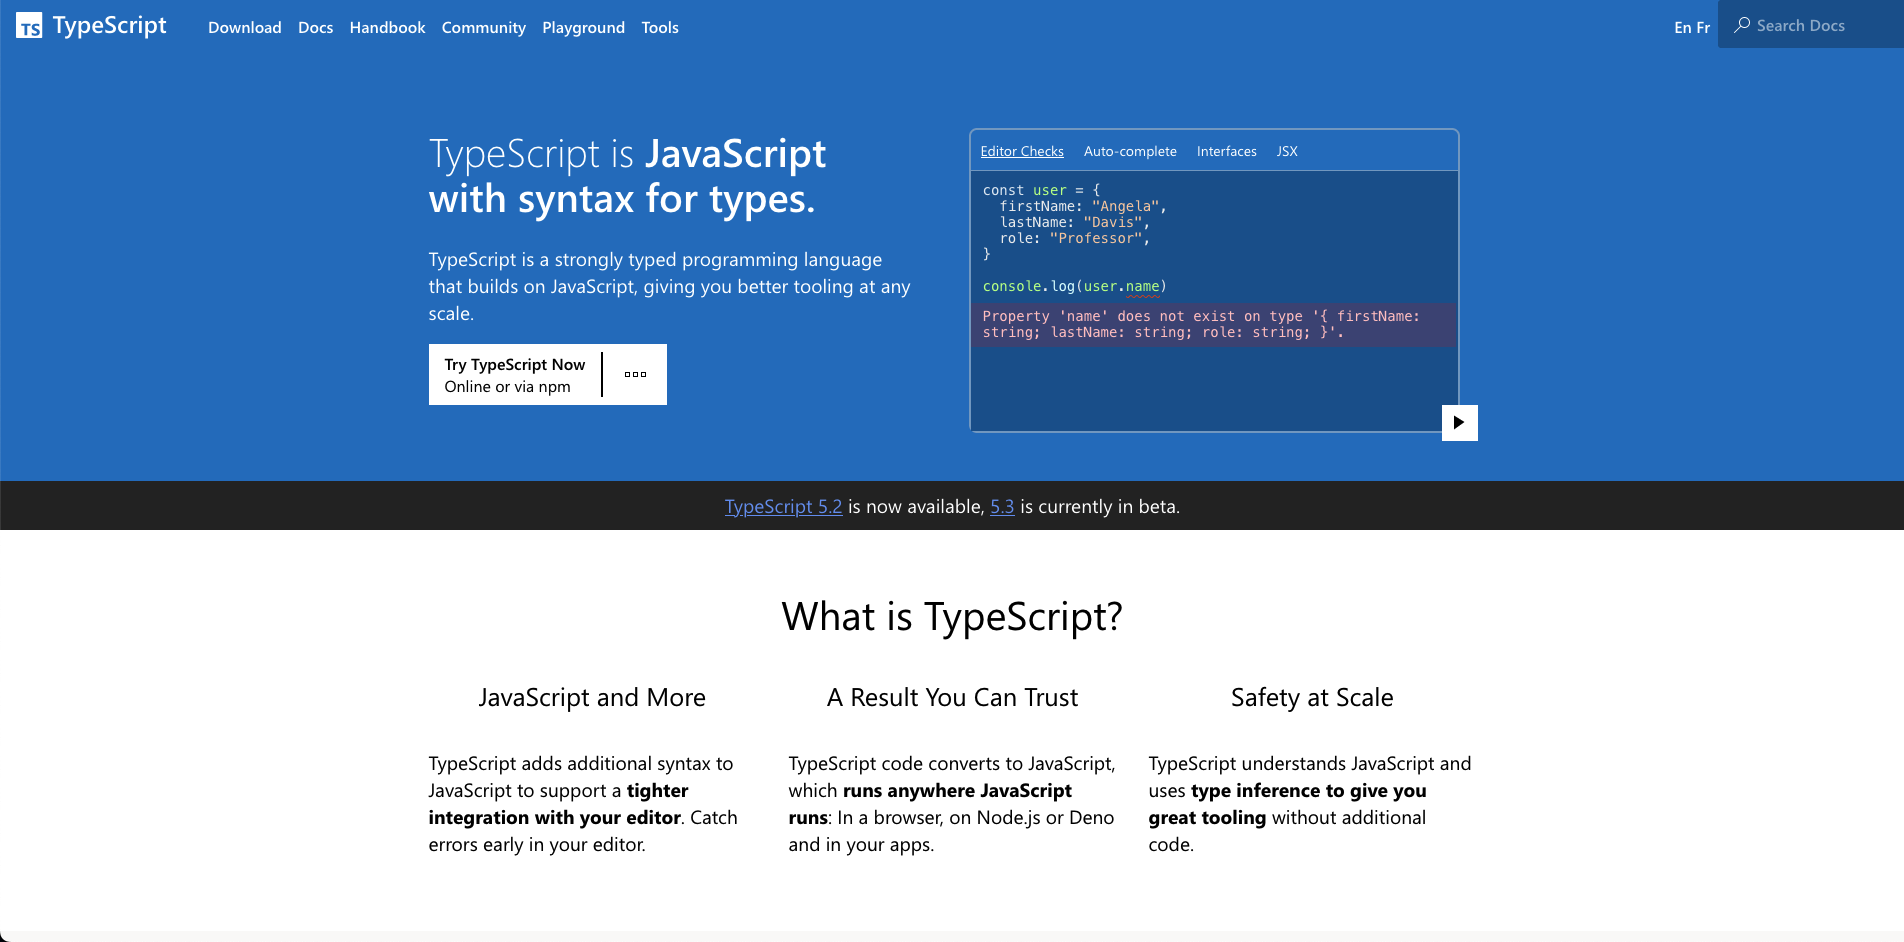 TS TypeScript
Download Docs Handbook Community Playground Tools
En Fr
Search Docs
TypeScript is JavaScript
with syntax for types.
TypeScript is a strongly typed programming language
that builds on JavaScript, giving you better tooling at any
scale.
Try TypeScript Now
Online or via npm
Editor Checks Auto-complete Interfaces JSX
const user = {
  firstName: "Angela",
  lastName: "Davis",
  role: "Professor",
}
console.log(user.name)
Property 'name' does not exist on type '{ firstName:
string; lastName: string; role: string; }'.
TypeScript 5.2 is now available, 5.3 is currently in beta.
What is TypeScript?
JavaScript and More
TypeScript adds additional syntax to
JavaScript to support a tighter
integration with your editor. Catch
errors early in your editor.
A Result You Can Trust
TypeScript code converts to JavaScript,
which runs anywhere JavaScript
runs: In a browser, on Node.js or Deno
and in your apps.
Safety at Scale
TypeScript understands JavaScript and
uses type inference to give you
great tooling without additional
code.